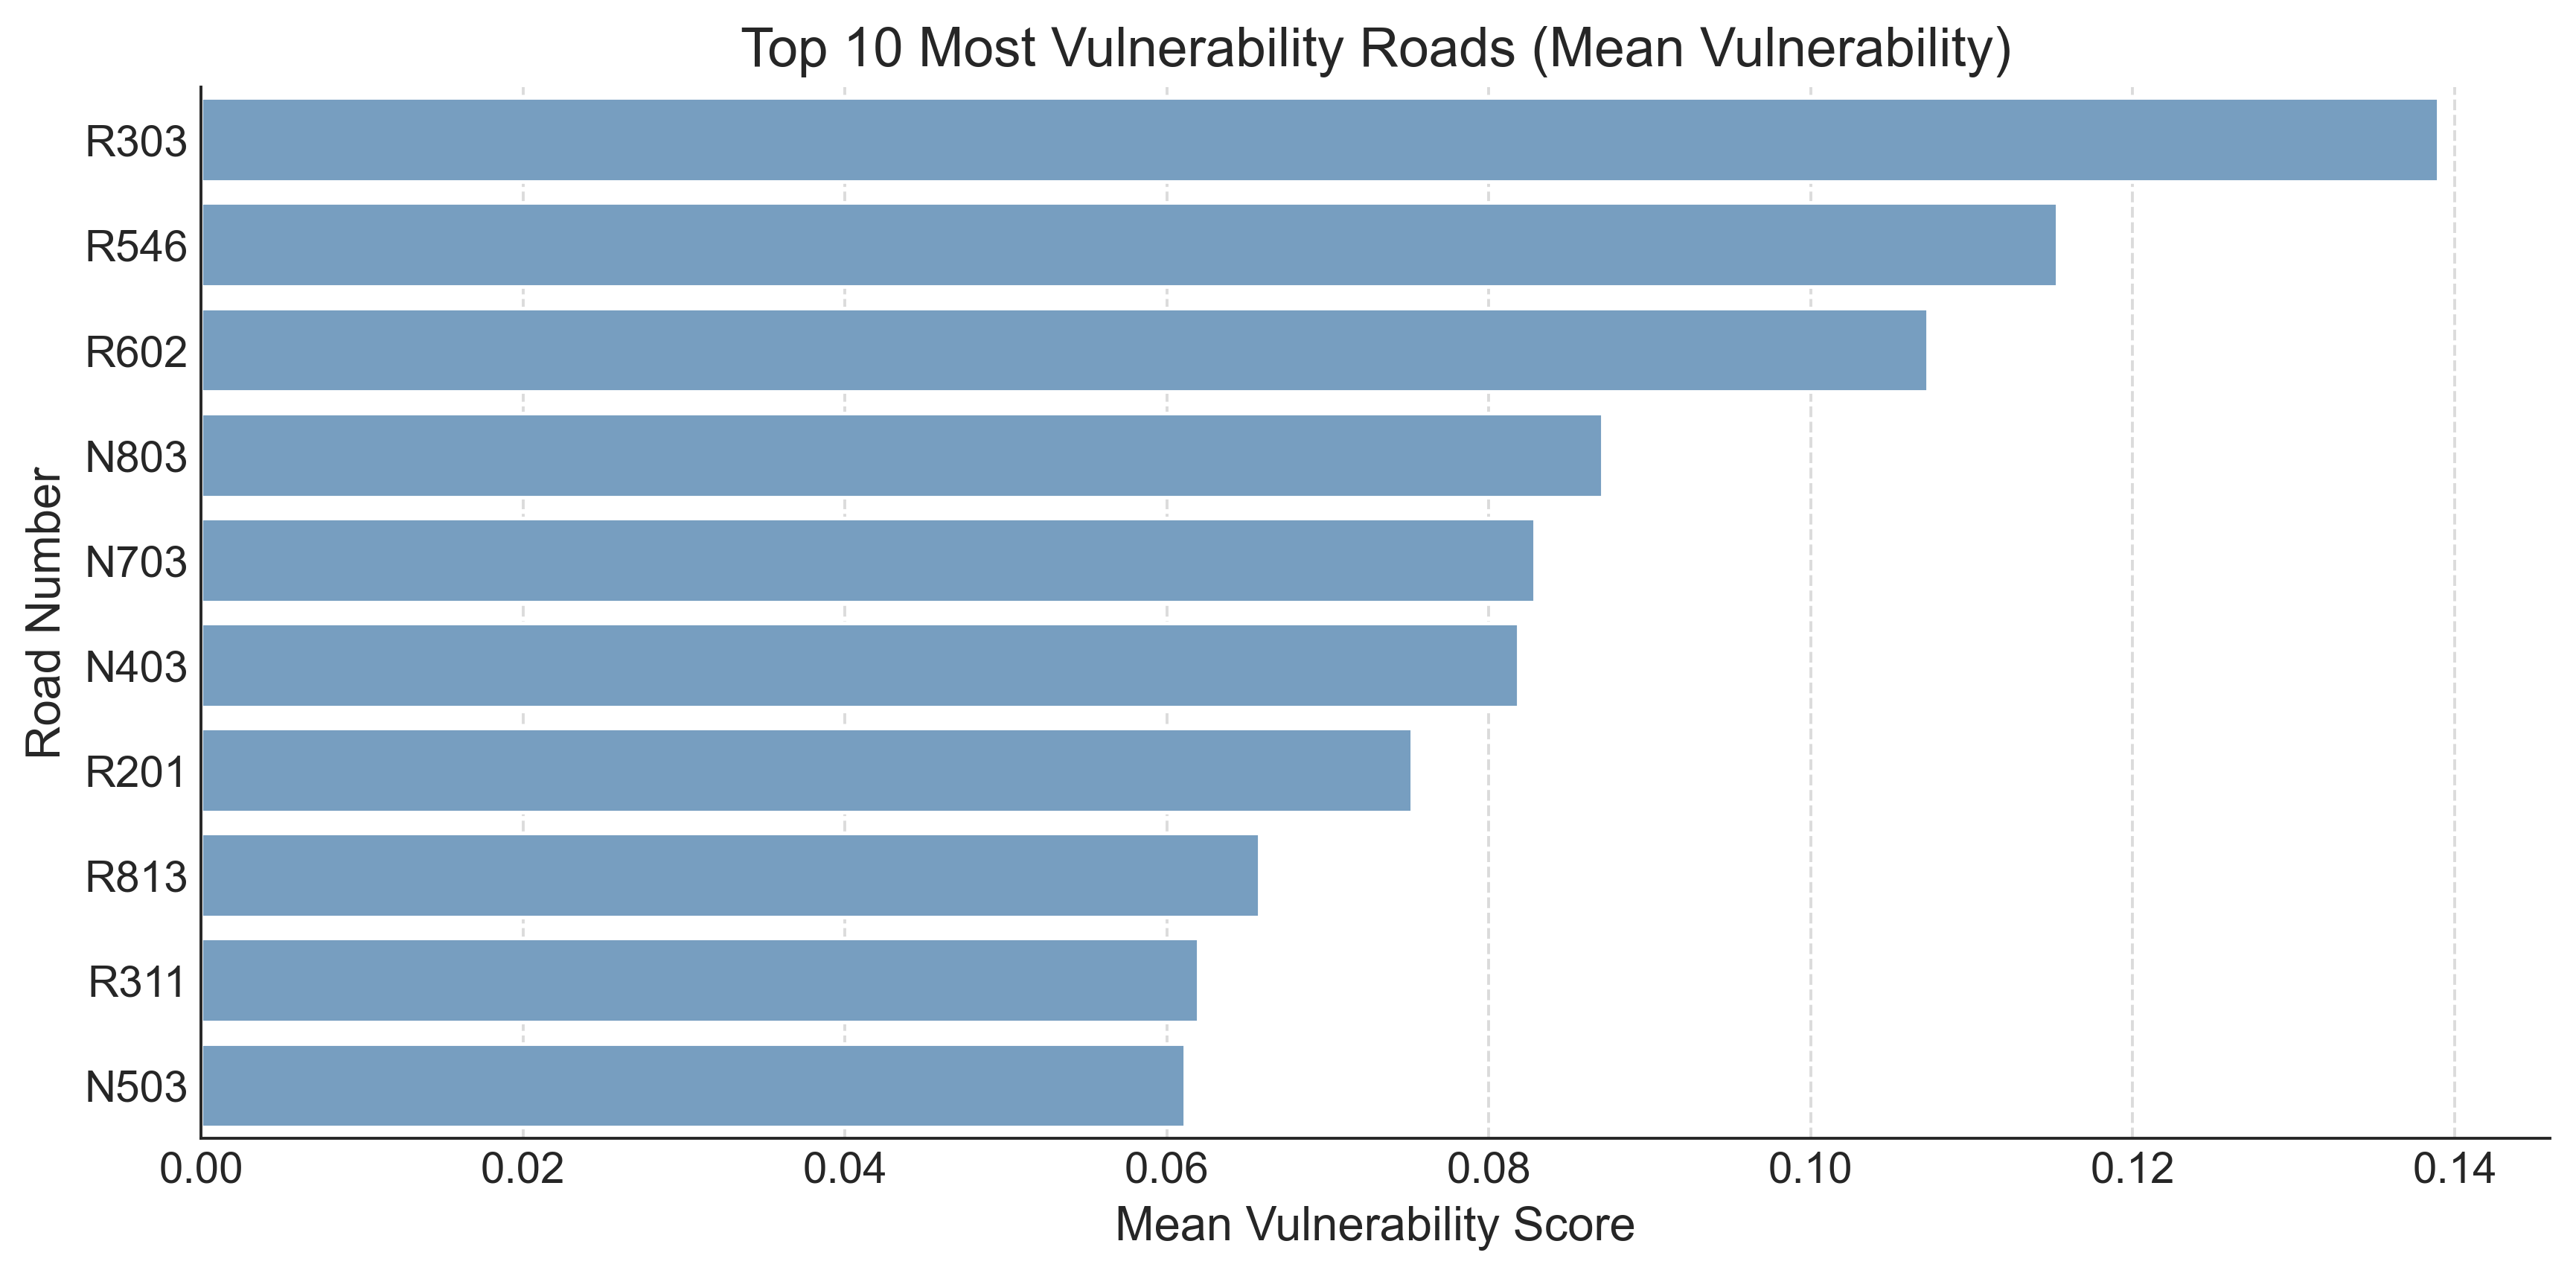 Top 10 Most Vulnerability Roads (Mean Vulnerability)
Road Number
R303
R546
R602
N803
N703
N403
R201
R813
R311
N503
0.00 0.02 0.04 0.06 0.08 0.10 0.12 0.14
Mean Vulnerability Score